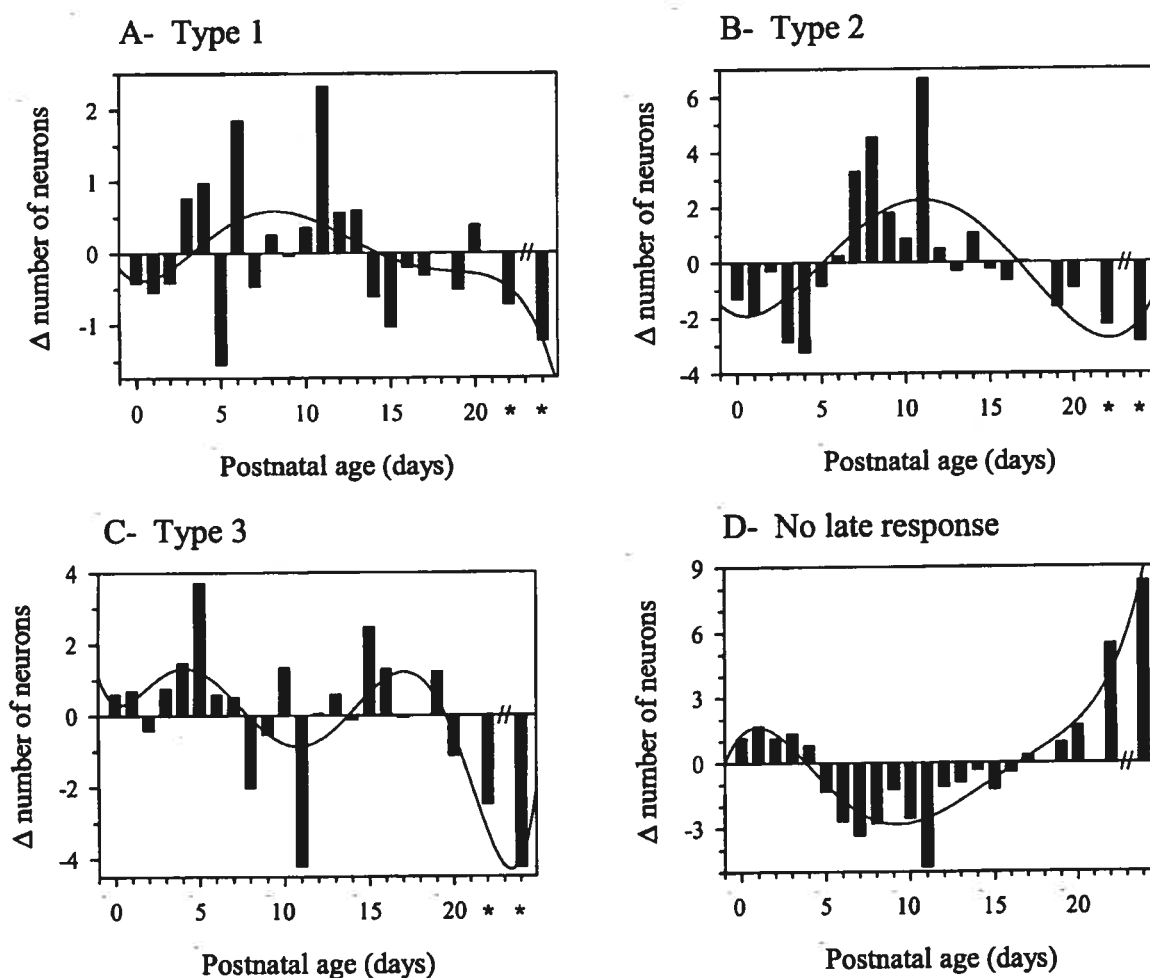 A- Type 1
Δ number of neurons
2
1
0
-1
//
0 5 10 15 20 * *
Postnatal age (days)
B- Type 2
Δ number of neurons
6
4
2
0
-2
-4
//
0 5 10 15 20 * *
Postnatal age (days)
C- Type 3
Δ number of neurons
4
2
0
-2
-4
//
0 5 10 15 20 * *
Postnatal age (days)
D- No late response
Δ number of neurons
9
6
3
0
-3
//
0 5 10 15 20
Postnatal age (days)